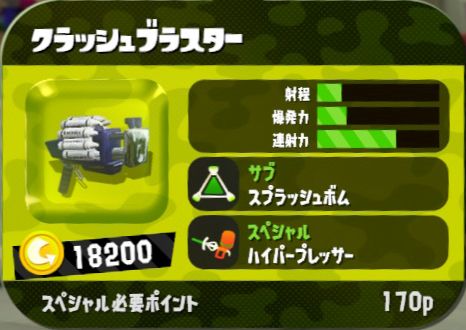 クラッシュブラスター
射程
爆発力
連射力
サブ
スプラッシュボム
18200
スペシャル
ハイパープレッサー
スペシャル必要ポイント 170p